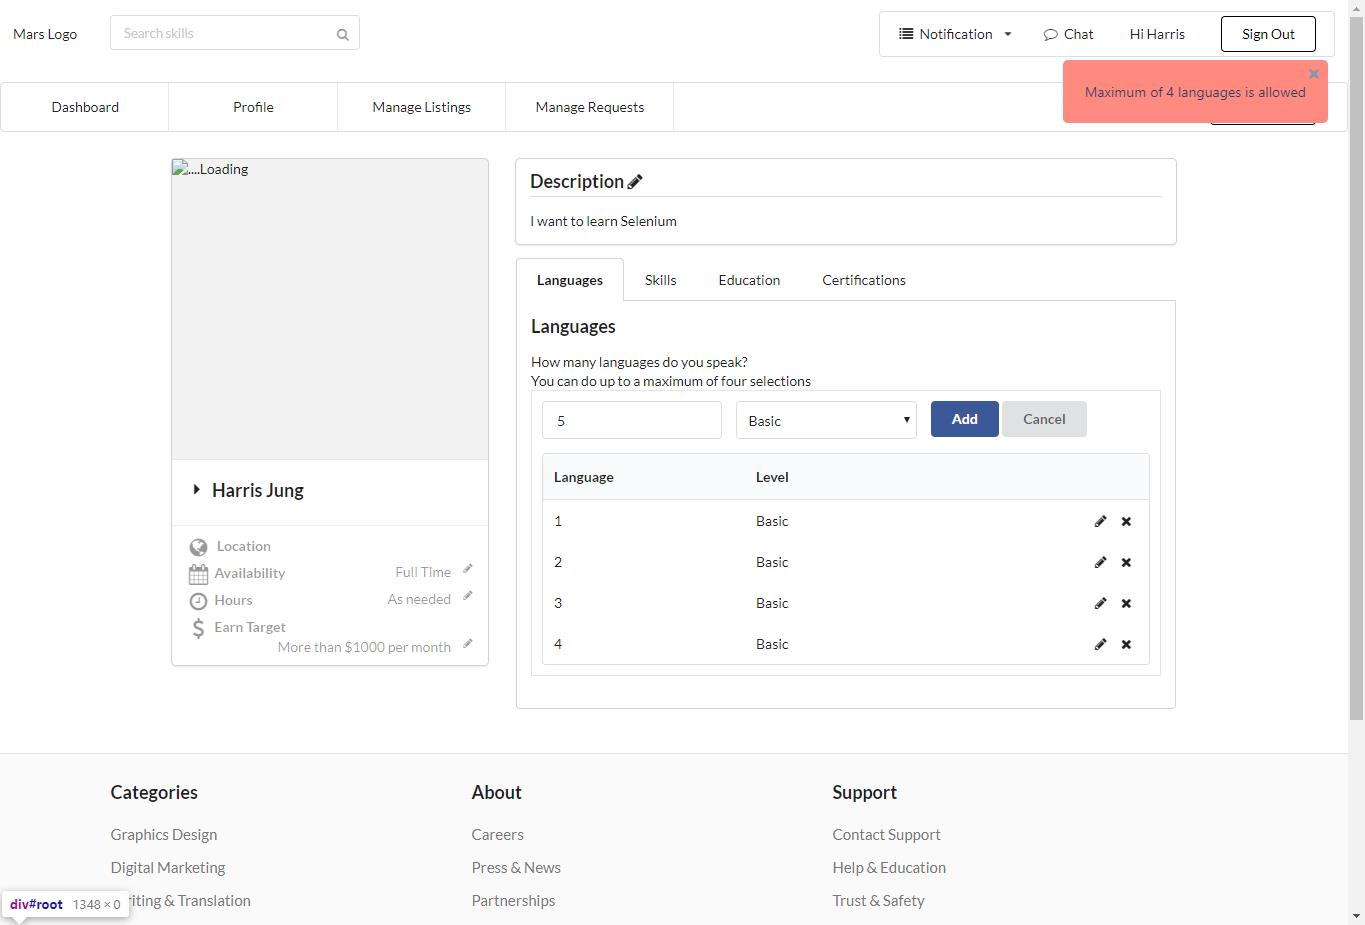 Mars Logo
Search skills
Notification
Chat
Hi Harris
Sign Out
Maximum of 4 languages is allowed
Dashboard
Profile
Manage Listings
Manage Requests
....Loading
Harris Jung
Location
Availability
Full Time
Hours
As needed
Earn Target
More than $1000 per month
Description
I want to learn Selenium
Languages
Skills
Education
Certifications
Languages
How many languages do you speak?
You can do up to a maximum of four selections
5
Basic
Add
Cancel
Language Level
1 Basic
2 Basic
3 Basic
4 Basic
Categories
Graphics Design
Digital Marketing
riting & Translation
About
Careers
Press & News
Partnerships
Support
Contact Support
Help & Education
Trust & Safety
div#root 1348 × 0